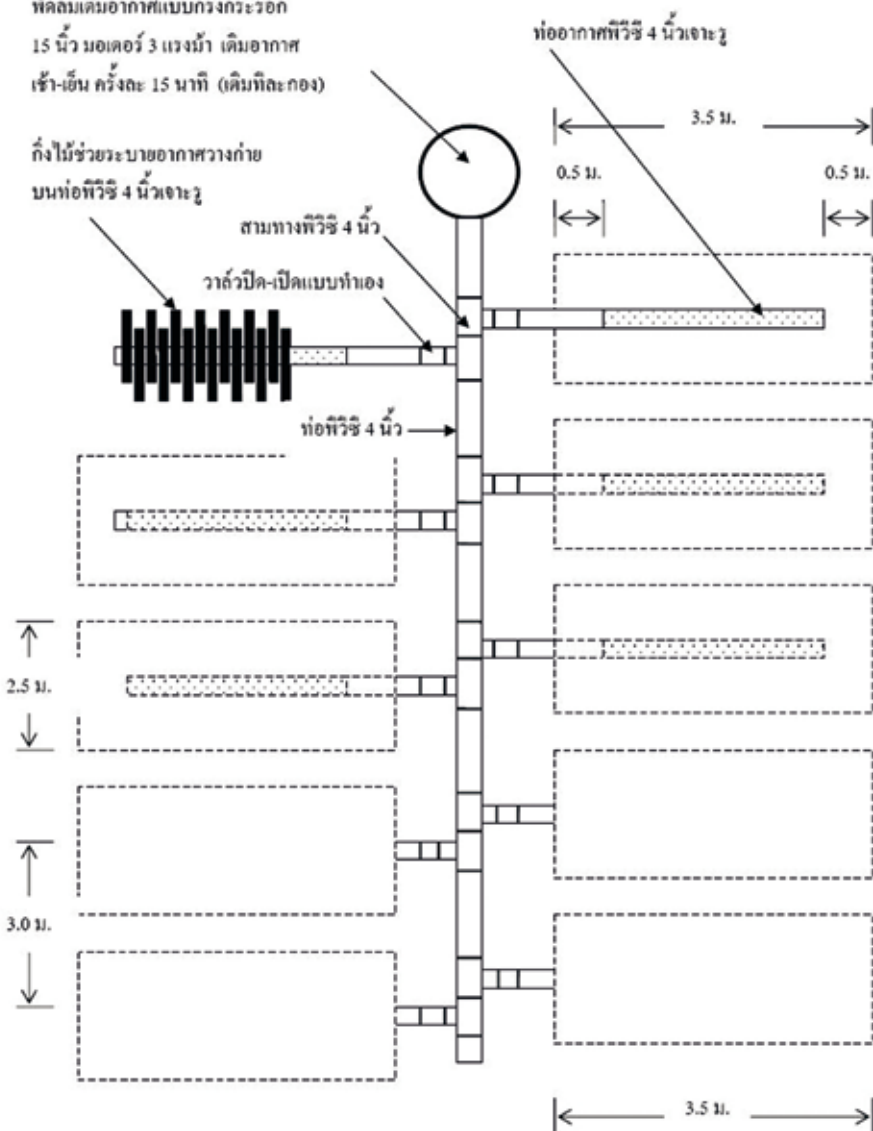 พัดลมเติมอากาศแบบกรงกระรอก
15 นิ้ว มอเตอร์ 3 แรงม้า เติมอากาศ
เช้า-เย็น ครั้งละ 15 นาที (เติมทีละกอง)
ท่ออากาศพีวีซี 4 นิ้วเจาะรู
3.5 ม.
กิ่งไม้ช่วยระบายอากาศวางก่าย
บนท่อพีวีซี 4 นิ้วเจาะรู
0.5 ม.
0.5 ม.
สามทางพีวีซี 4 นิ้ว
วาล์วปิด-เปิดแบบทำเอง
ท่อพีวีซี 4 นิ้ว
2.5 ม.
3.0 ม.
3.5 ม.